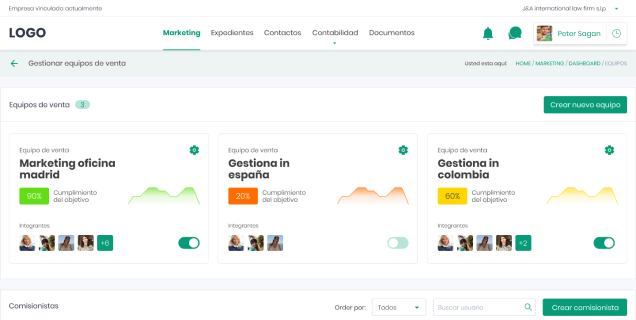 Empresa vinculada actualmente
J&A international law firm s.l.p
LOGO
Marketing Expedientes Contactos Contabilidad Documentos
Peter Sagan
Gestionar equipos de venta
Usted esta aquí: HOME / MARKETING / DASHBOARD / EQUIPOS
Equipos de venta 3
Crear nuevo equipo
Equipo de venta
Marketing oficina
madrid
90%
Cumplimiento
del objetivo
Integrantes
+6
Equipo de venta
Gestiona in
españa
20%
Cumplimiento
del objetivo
Integrantes
Equipo de venta
Gestiona in
colombia
60%
Cumplimiento
del objetivo
Integrantes
+2
Comisionistas
Order por:
Todos
Buscar usuario
Crear comisionista